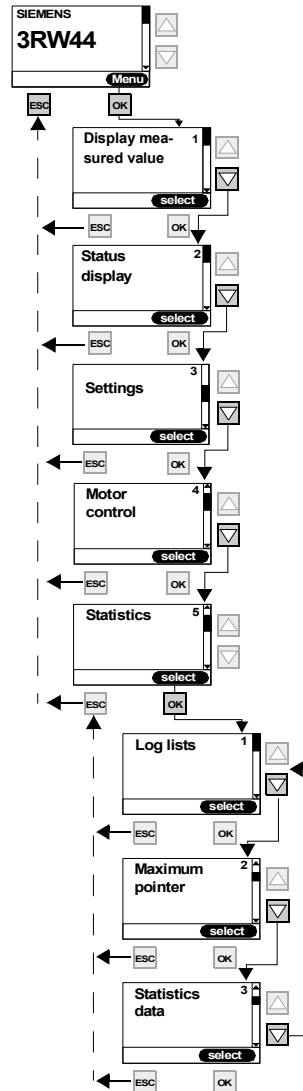 SIEMENS
3RW44
Menu
ESC
OK
Display mea-
sured value
1
select
ESC
OK
Status
display
2
select
ESC
OK
Settings
3
select
ESC
OK
Motor
control
4
select
ESC
OK
Statistics
5
select
ESC
OK
Log lists
1
select
ESC
OK
Maximum
pointer
2
select
ESC
OK
Statistics
data
3
select
ESC
OK